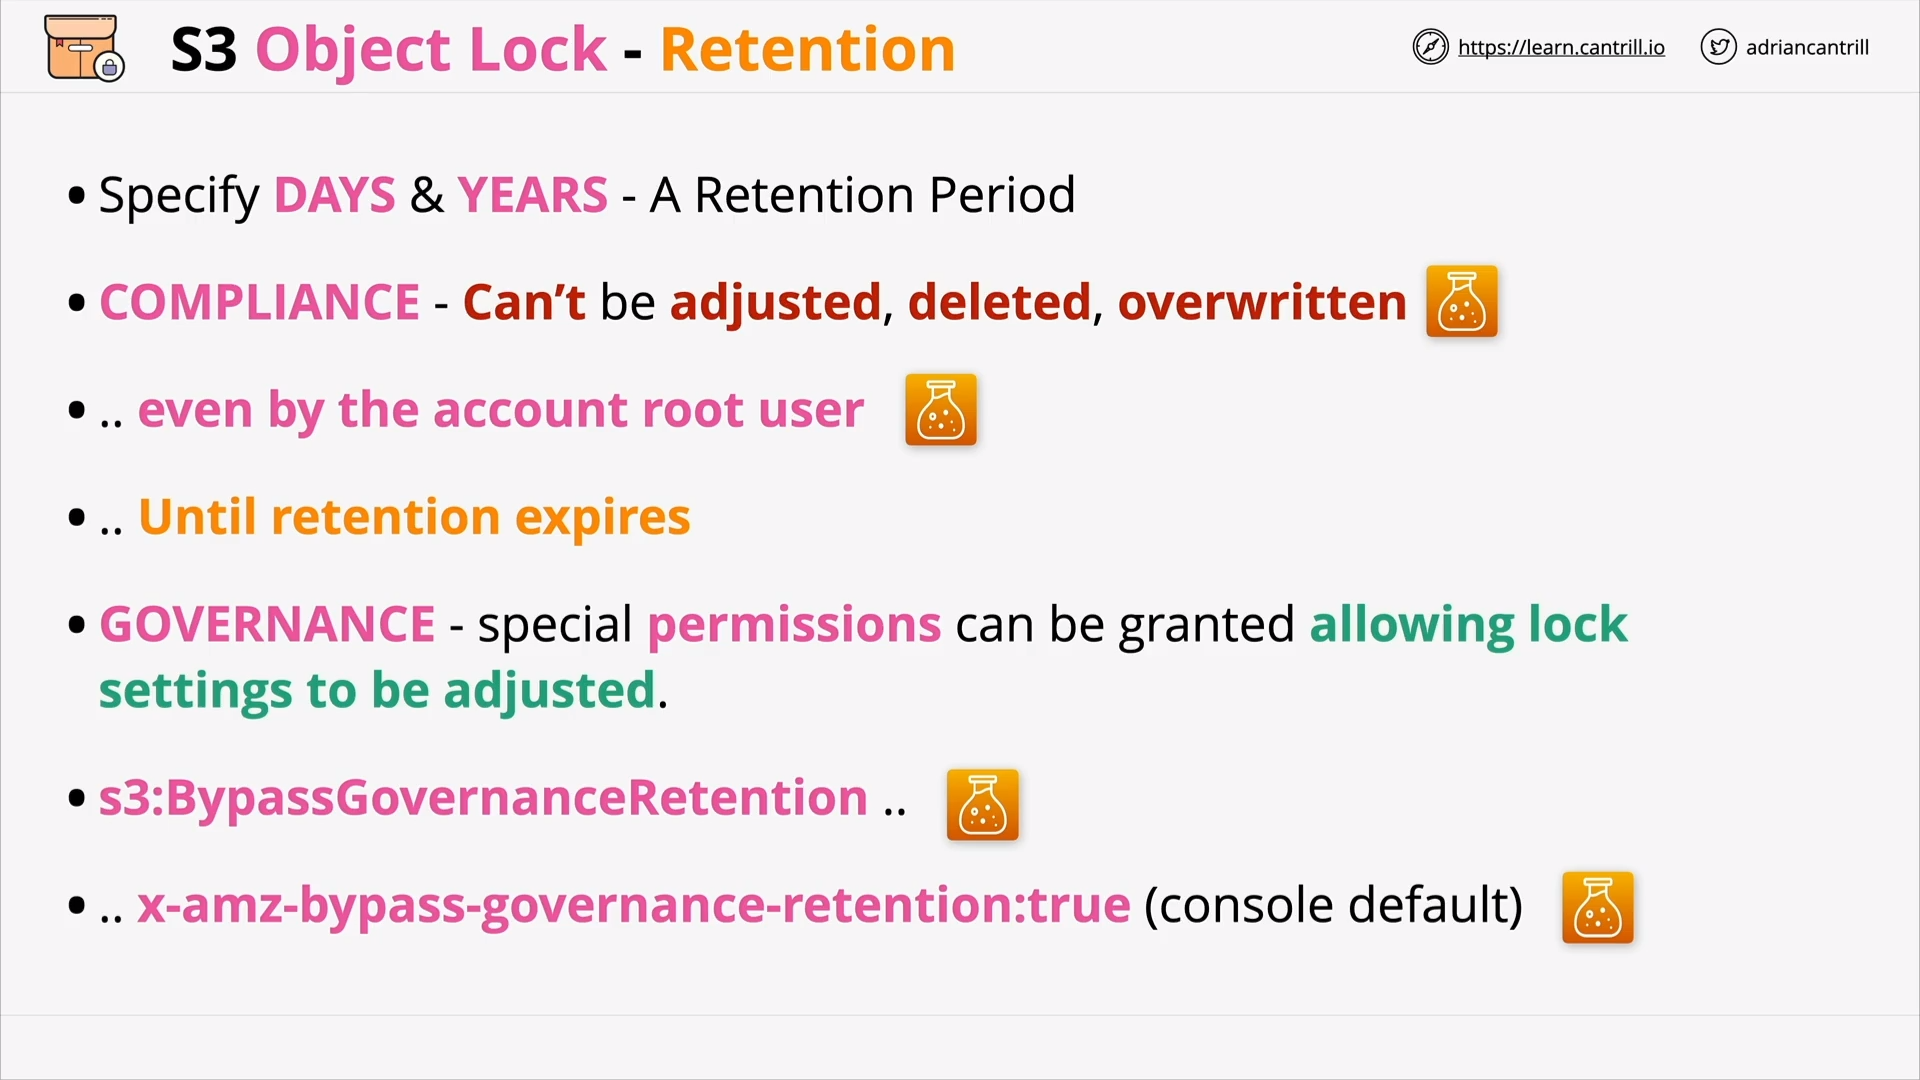 S3 Object Lock - Retention
https://learn.cantrill.io
adriancantrill
• Specify DAYS & YEARS - A Retention Period
• COMPLIANCE - Can’t be adjusted, deleted, overwritten
• .. even by the account root user
• .. Until retention expires
• GOVERNANCE - special permissions can be granted allowing lock
settings to be adjusted.
• s3:BypassGovernanceRetention ..
• .. x-amz-bypass-governance-retention:true (console default)